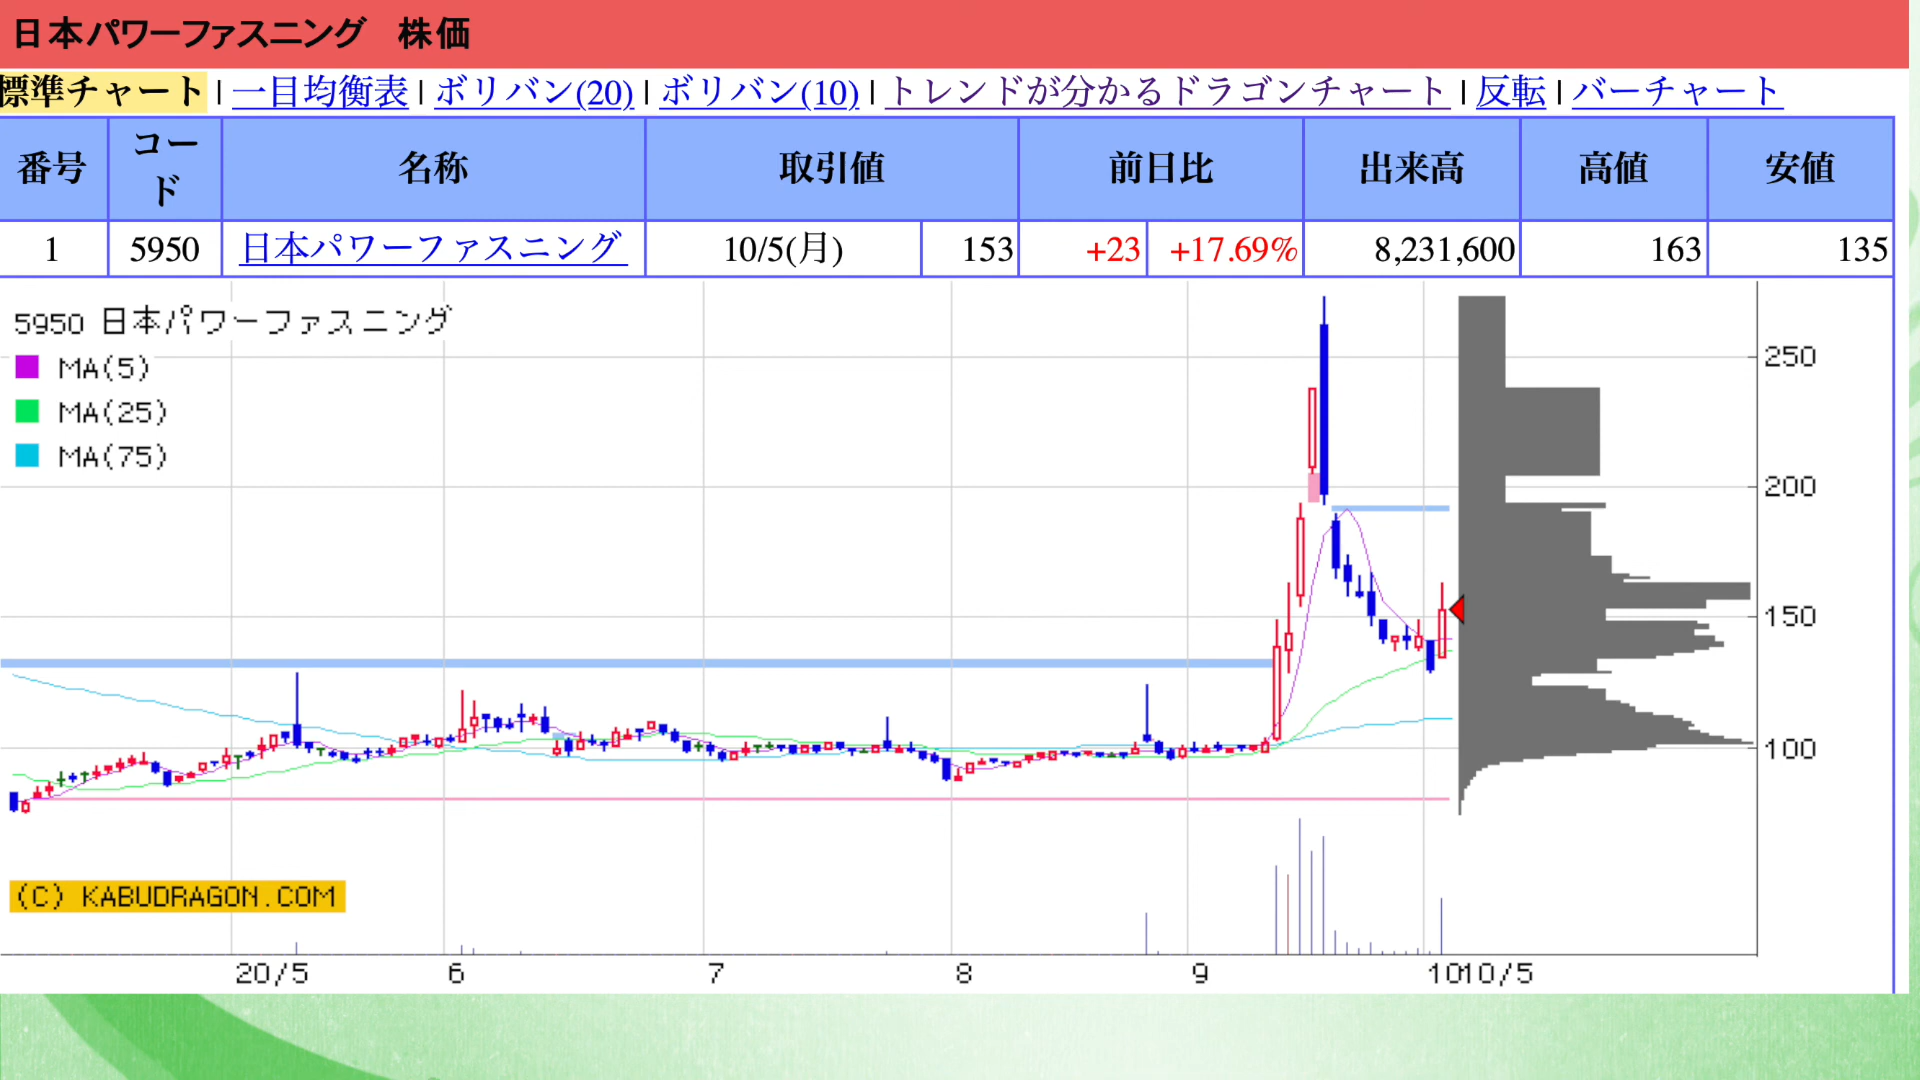 日本パワーファスニング 株価
標準チャート | 一目均衡表 | ボリバン(20) | ボリバン(10) | トレンドが分かるドラゴンチャート | 反転 | バーチャート
番号 コード 名称 取引値 前日比 出来高 高値 安値
1 5950 日本パワーファスニング 10/5(月) 153 +23 +17.69% 8,231,600 163 135
5950 日本パワーファスニング
MA(5)
MA(25)
MA(75)
250
200
150
100
(C) KABUDRAGON.COM
20/5 6 7 8 9 10 10/5